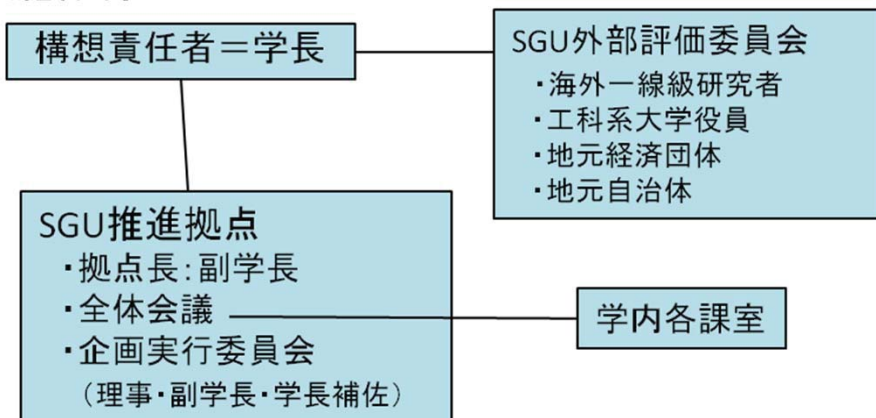 構想責任者＝学長
SGU外部評価委員会
・海外一線級研究者
・工科系大学役員
・地元経済団体
・地元自治体
SGU推進拠点
・拠点長：副学長
・全体会議
・企画実行委員会
（理事・副学長・学長補佐）
学内各課室